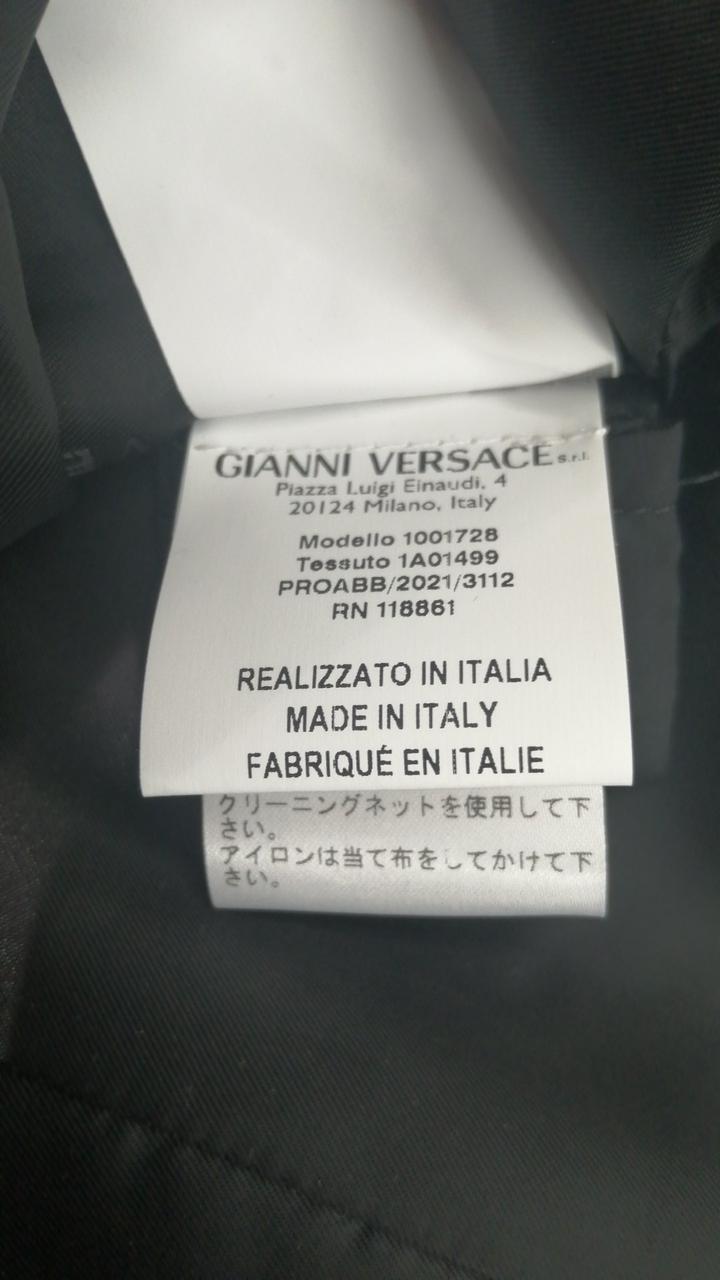 GIANNI VERSACE s.r.l.
Piazza Luigi Einaudi, 4
20124 Milano, Italy
Modello 1001728
Tessuto 1A01499
PROABB/2021/3112
RN 118861
REALIZZATO IN ITALIA
MADE IN ITALY
FABRIQUÉ EN ITALIE
クリーニングネットを使用して下
さい。
アイロンは当て布をしてかけて下
さい。